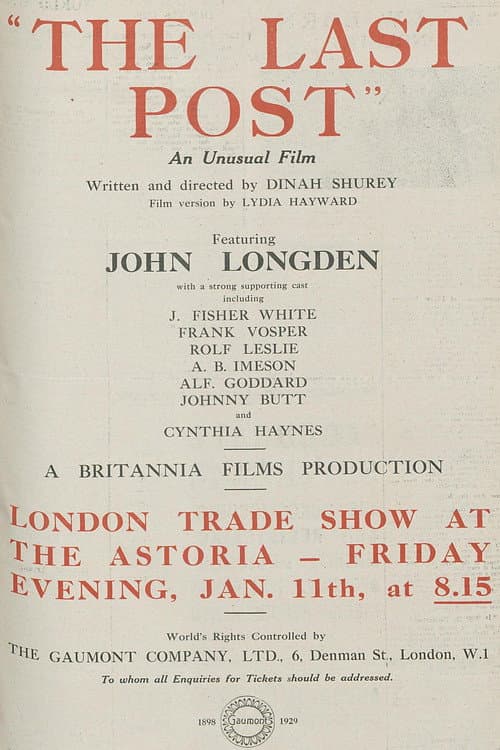 "THE LAST
POST"
An Unusual Film
Written and directed by DINAH SHUREY
Film version by LYDIA HAYWARD
Featuring
JOHN LONGDEN
with a strong supporting cast
including
J. FISHER WHITE
FRANK VOSPER
ROLF LESLIE
A. B. IMESON
ALF. GODDARD
JOHNNY BUTT
and
CYNTHIA HAYNES
A BRITANNIA FILMS PRODUCTION
LONDON TRADE SHOW AT
THE ASTORIA — FRIDAY
EVENING, JAN. 11th, at 8.15
World's Rights Controlled by
THE GAUMONT COMPANY, LTD., 6, Denman St., London, W.1
To whom all Enquiries for Tickets should be addressed.
1898 Gaumont 1929